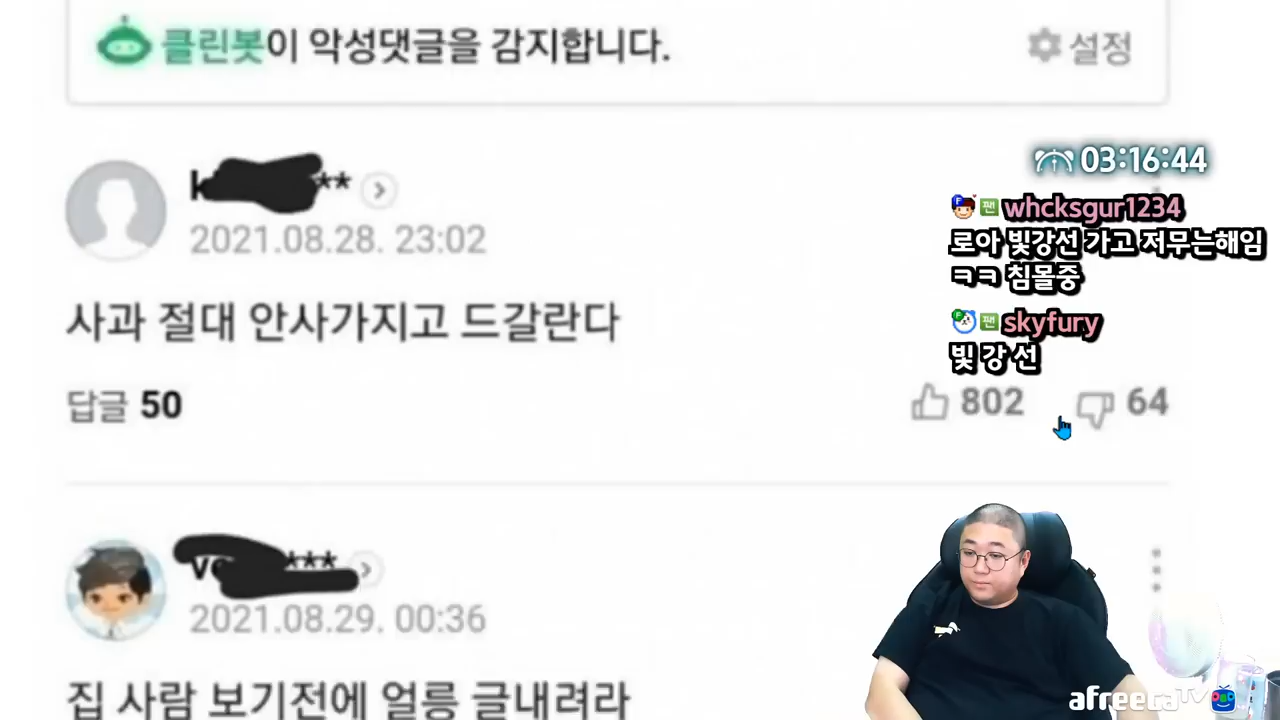 클린봇이 악성댓글을 감지합니다.
설정
k**
2021.08.28. 23:02
사과 절대 안사가지고 드갈란다
답글 50
802
64
03:16:44
팬 whcksgur1234
로아 빛강선 가고 저무는해임
ㅋㅋ 침몰중
팬 skyfury
빛 강 선
2021.08.29. 00:36
집 사람 보기전에 얼릉 글내려라
afreecaTV